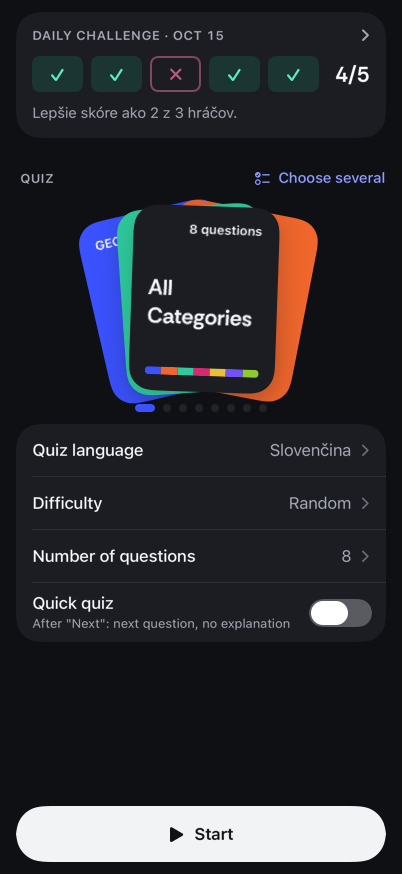 DAILY CHALLENGE · OCT 15
4/5
Lepšie skóre ako 2 z 3 hráčov.
QUIZ
Choose several
8 questions
All
Categories
Quiz language
Slovenčina
Difficulty
Random
Number of questions
8
Quick quiz
After "Next": next question, no explanation
Start